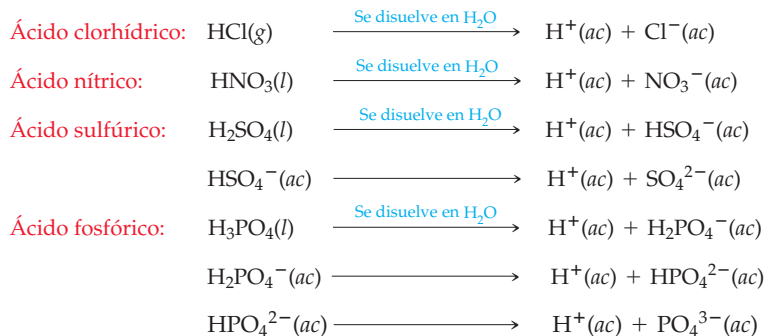 Ácido clorhídrico: HCl(g) Se disuelve en H₂O ⟶ H⁺(ac) + Cl⁻(ac)
Ácido nítrico: HNO₃(l) Se disuelve en H₂O ⟶ H⁺(ac) + NO₃⁻(ac)
Ácido sulfúrico: H₂SO₄(l) Se disuelve en H₂O ⟶ H⁺(ac) + HSO₄⁻(ac)
HSO₄⁻(ac) ⟶ H⁺(ac) + SO₄²⁻(ac)
Ácido fosfórico: H₃PO₄(l) Se disuelve en H₂O ⟶ H⁺(ac) + H₂PO₄⁻(ac)
H₂PO₄⁻(ac) ⟶ H⁺(ac) + HPO₄²⁻(ac)
HPO₄²⁻(ac) ⟶ H⁺(ac) + PO₄³⁻(ac)